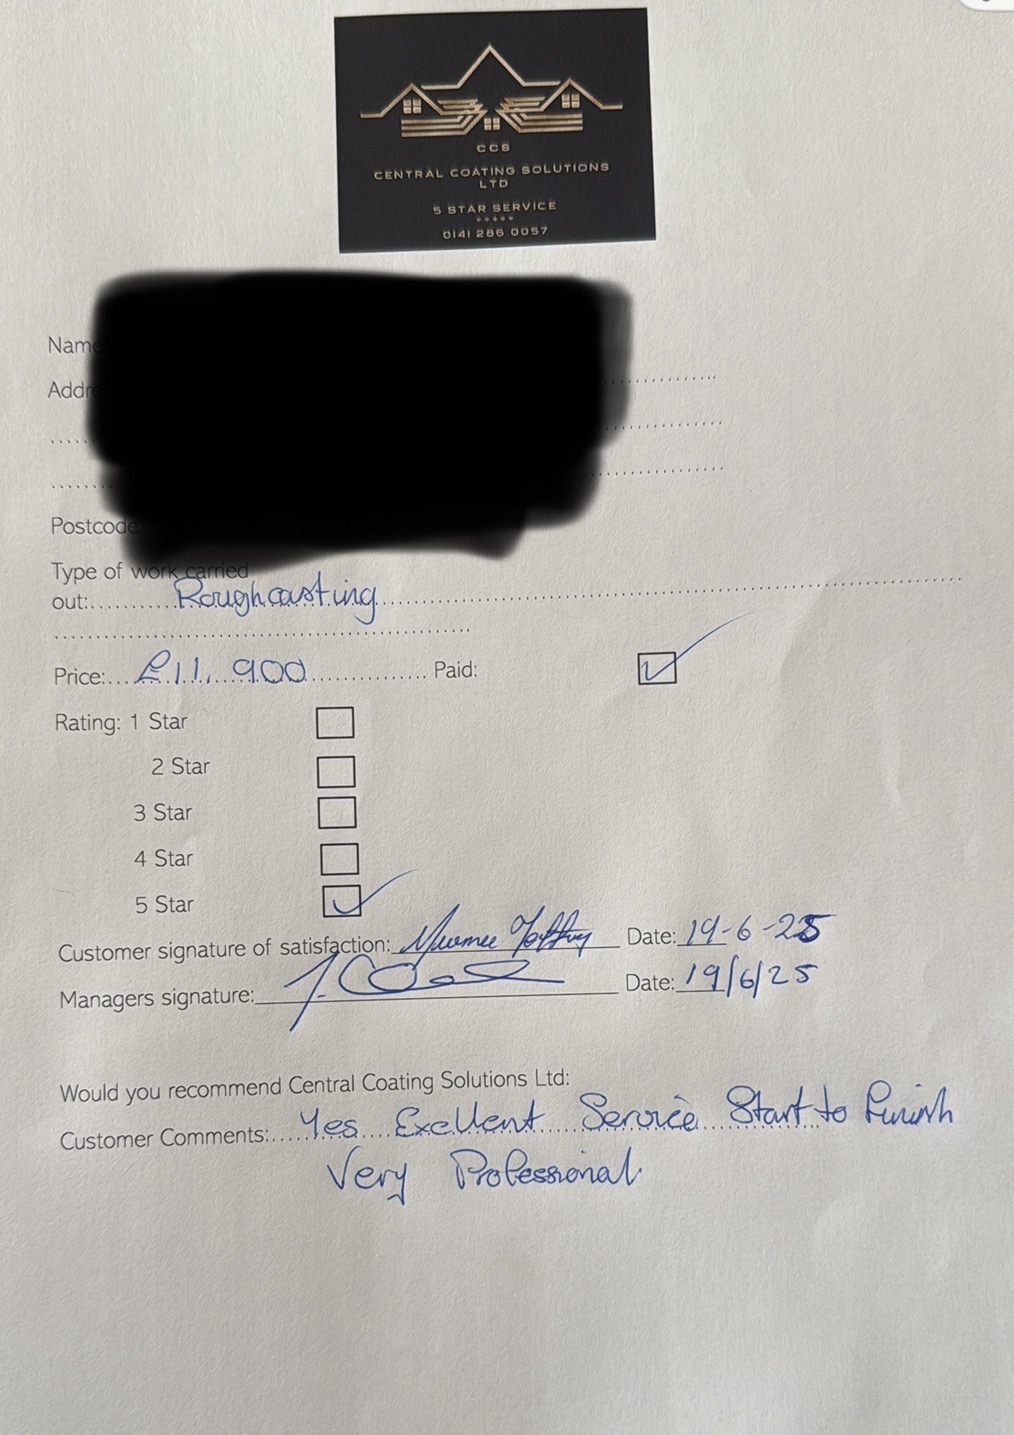 CCS
CENTRAL COATING SOLUTIONS
LTD
5 STAR SERVICE
0141 286 0057
Name
Addre
Postcode
Type of work carried
out:...........Roughcasting
Price:...£11,900................. Paid:
Rating: 1 Star
2 Star
3 Star
4 Star
5 Star
Customer signature of satisfaction: Date: 19-6-25
Managers signature: Date: 19/6/25
Would you recommend Central Coating Solutions Ltd:
Customer Comments:....Yes Exellent Service Start to Finish
Very Professional